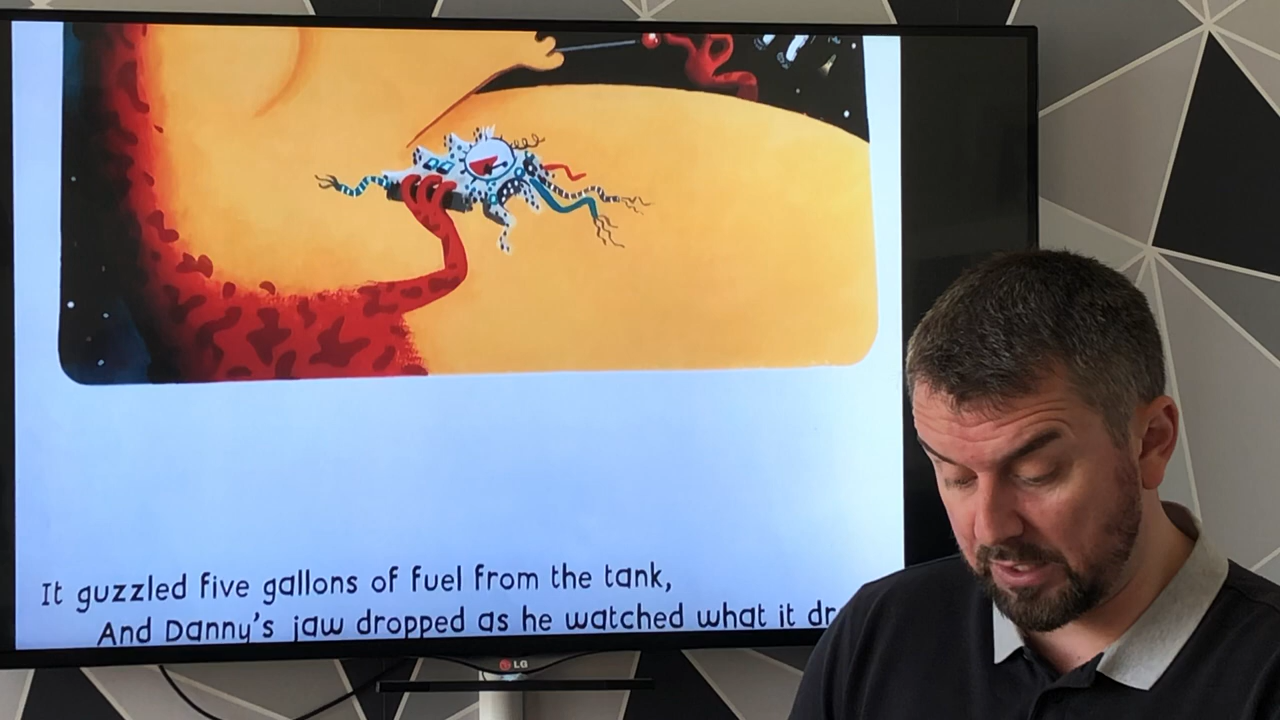 It guzzled five gallons of fuel from the tank,
And Danny's jaw dropped as he watched what it
LG